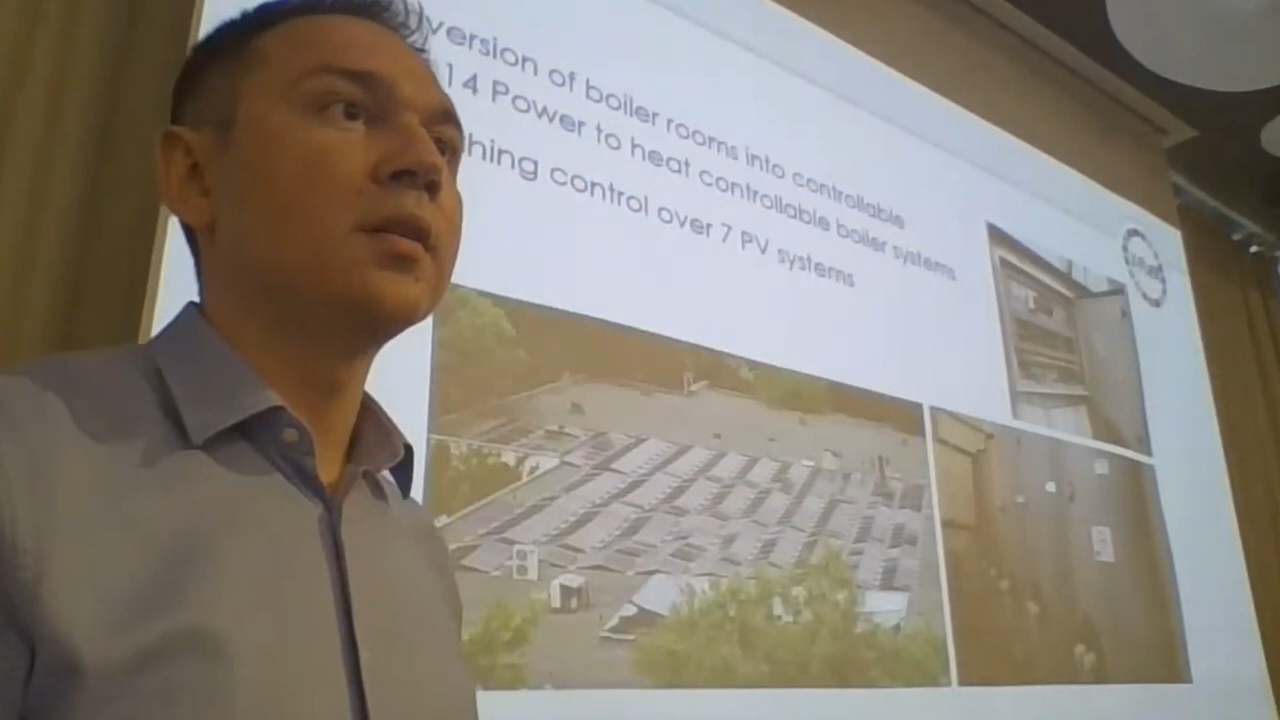 version of boiler rooms into controllable
14 Power to heat controllable boiler systems
hing control over 7 PV systems